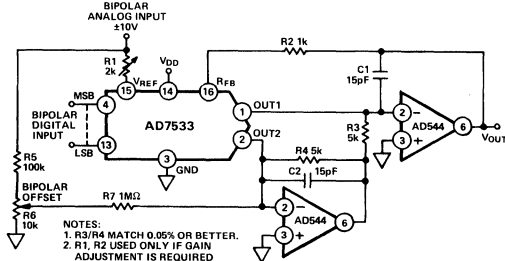 BIPOLAR
ANALOG INPUT
±10V
R1
2k
VDD
R2 1k
C1
15pF
15
VREF
14
16
RFB
MSB
4
BIPOLAR
DIGITAL
INPUT
LSB
13
AD7533
1
OUT1
2
OUT2
3
GND
R3
5k
R4 5k
C2
15pF
2
−
3
+
AD544
6
VOUT
R5
100k
BIPOLAR
OFFSET
R6
10k
R7 1MΩ
2
−
3
+
AD544
6
NOTES:
1. R3/R4 MATCH 0.05% OR BETTER.
2. R1, R2 USED ONLY IF GAIN
ADJUSTMENT IS REQUIRED